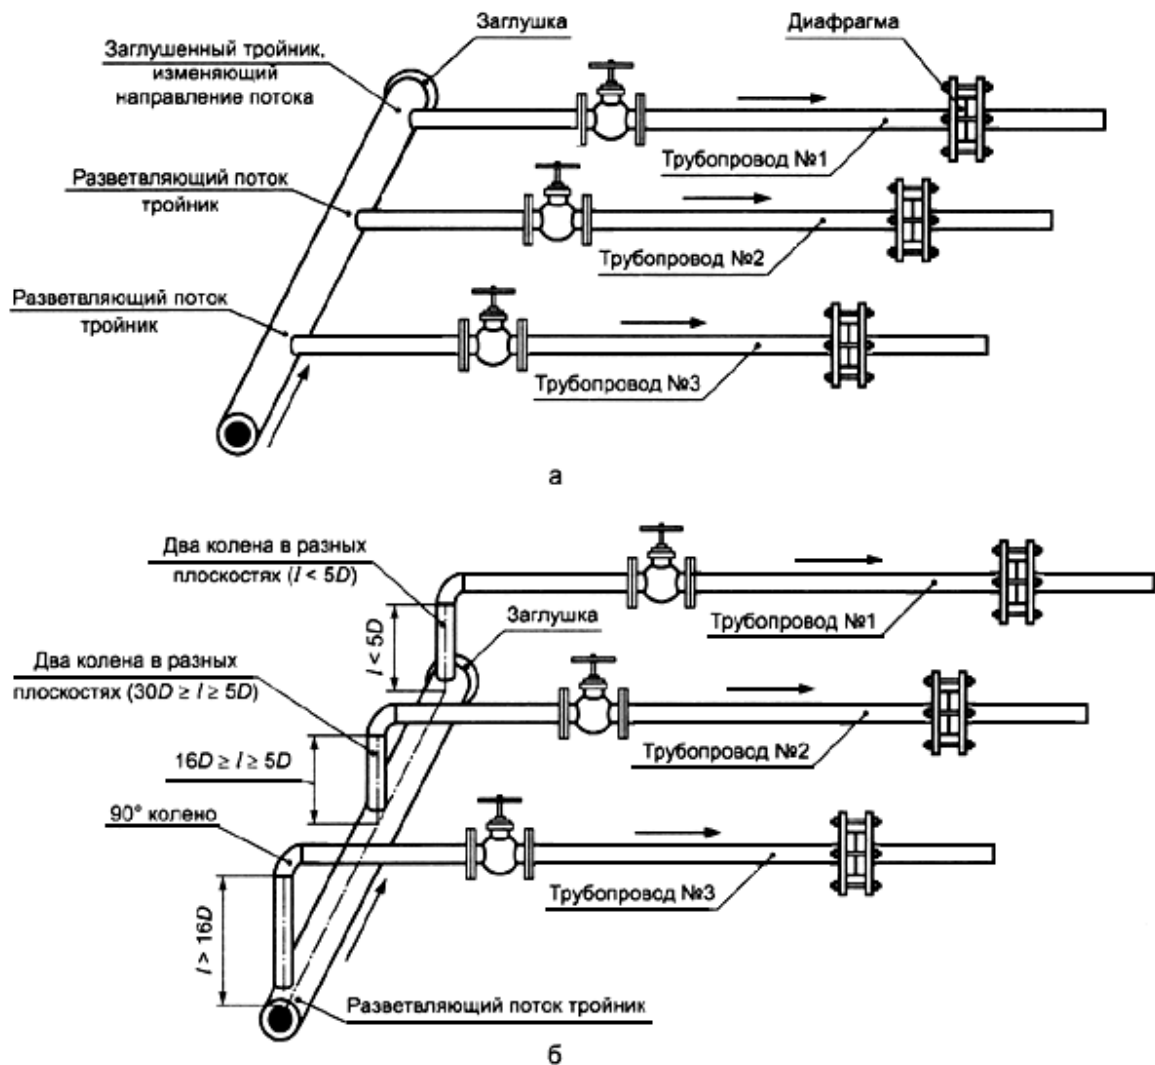 Заглушка
Диафрагма
Заглушенный тройник,
изменяющий
направление потока
Трубопровод №1
Разветвляющий поток
тройник
Трубопровод №2
Разветвляющий поток
тройник
Трубопровод №3
а
Два колена в разных
плоскостях (l < 5D)
Заглушка
l < 5D
Трубопровод №1
Два колена в разных
плоскостях (30D ≥ l ≥ 5D)
16D ≥ l ≥ 5D
Трубопровод №2
90° колено
Трубопровод №3
l > 16D
Разветвляющий поток тройник
б